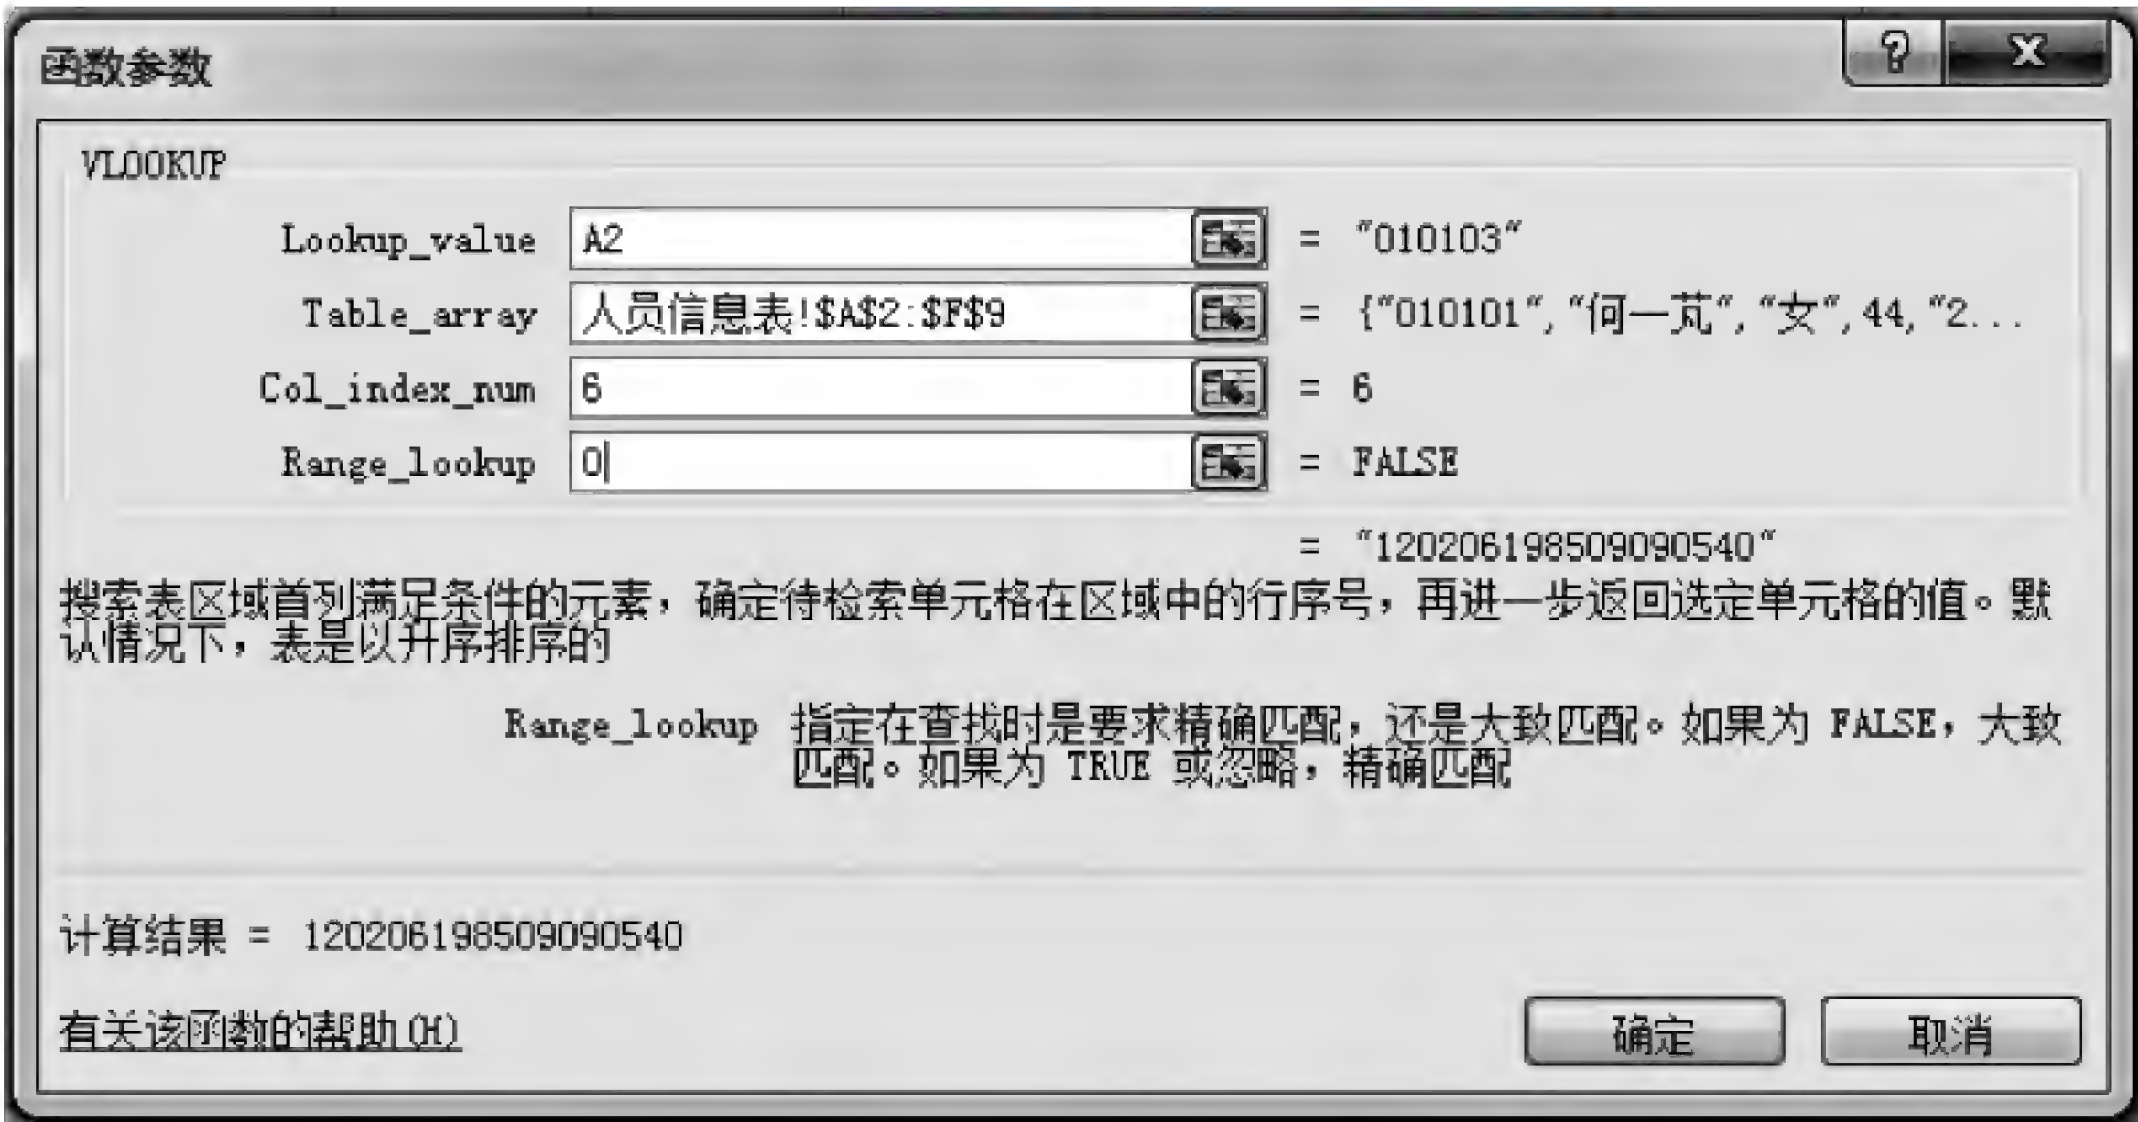 函数参数
VLOOKUP
Lookup_value A2 = "010103"
Table_array 人员信息表!$A$2:$F$9 = {"010101","何一芃","女",44,"2...
Col_index_num 6 = 6
Range_lookup 0 = FALSE
= "120206198509090540"
搜索表区域首列满足条件的元素，确定待检索单元格在区域中的行序号，再进一步返回选定单元格的值。默
认情况下，表是以升序排序的
Range_lookup 指定在查找时是要求精确匹配，还是大致匹配。如果为 FALSE，大致
匹配。如果为 TRUE 或忽略，精确匹配
计算结果 = 120206198509090540
有关该函数的帮助(H)
确定 取消